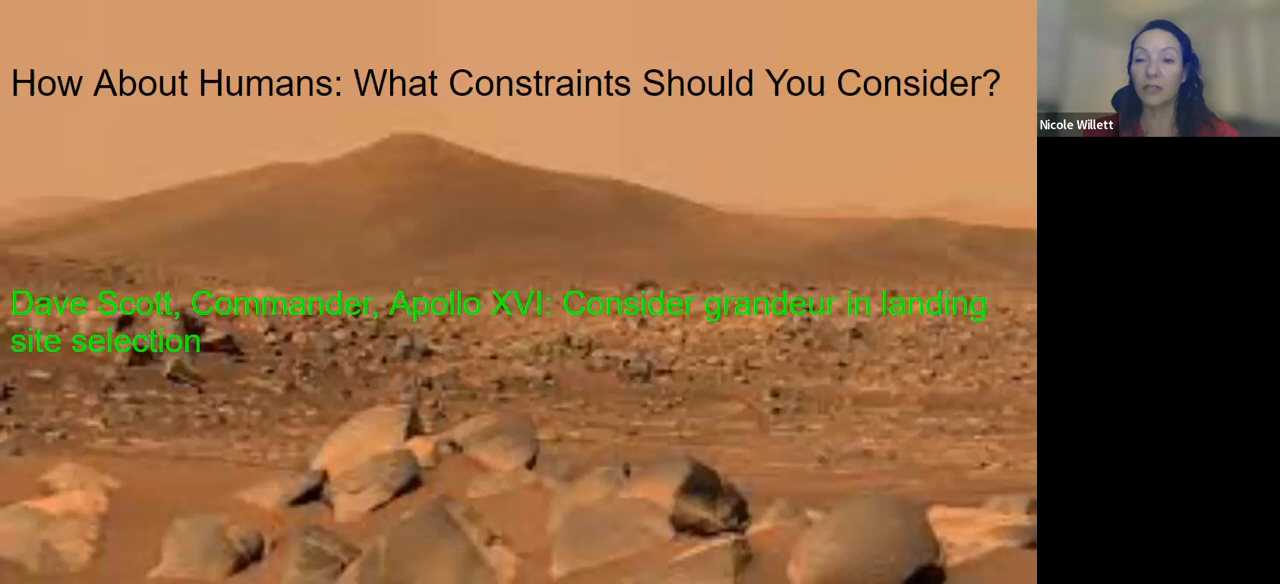 How About Humans: What Constraints Should You Consider?
Nicole Willett
Dave Scott, Commander, Apollo XVI: Consider grandeur in landing
site selection